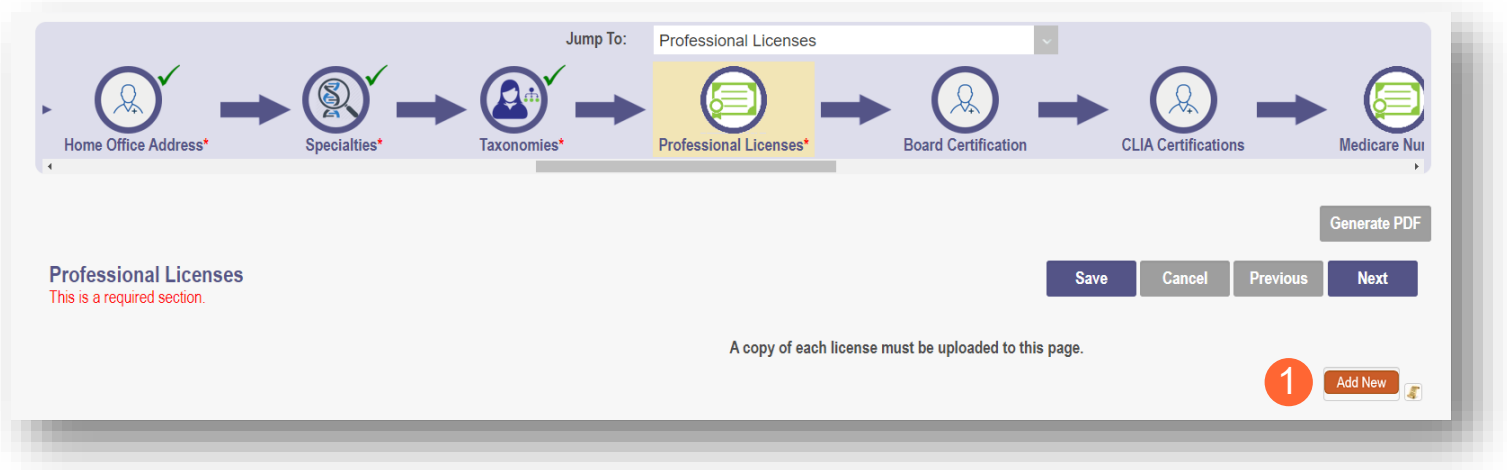 Jump To: Professional Licenses
Home Office Address* Specialties* Taxonomies* Professional Licenses* Board Certification CLIA Certifications Medicare Nur
Generate PDF
Professional Licenses
This is a required section.
Save Cancel Previous Next
A copy of each license must be uploaded to this page.
1 Add New